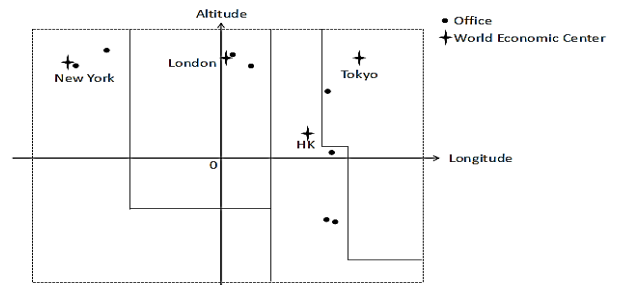 Altitude
Office
World Economic Center
New York
London
Tokyo
HK
Longitude
0